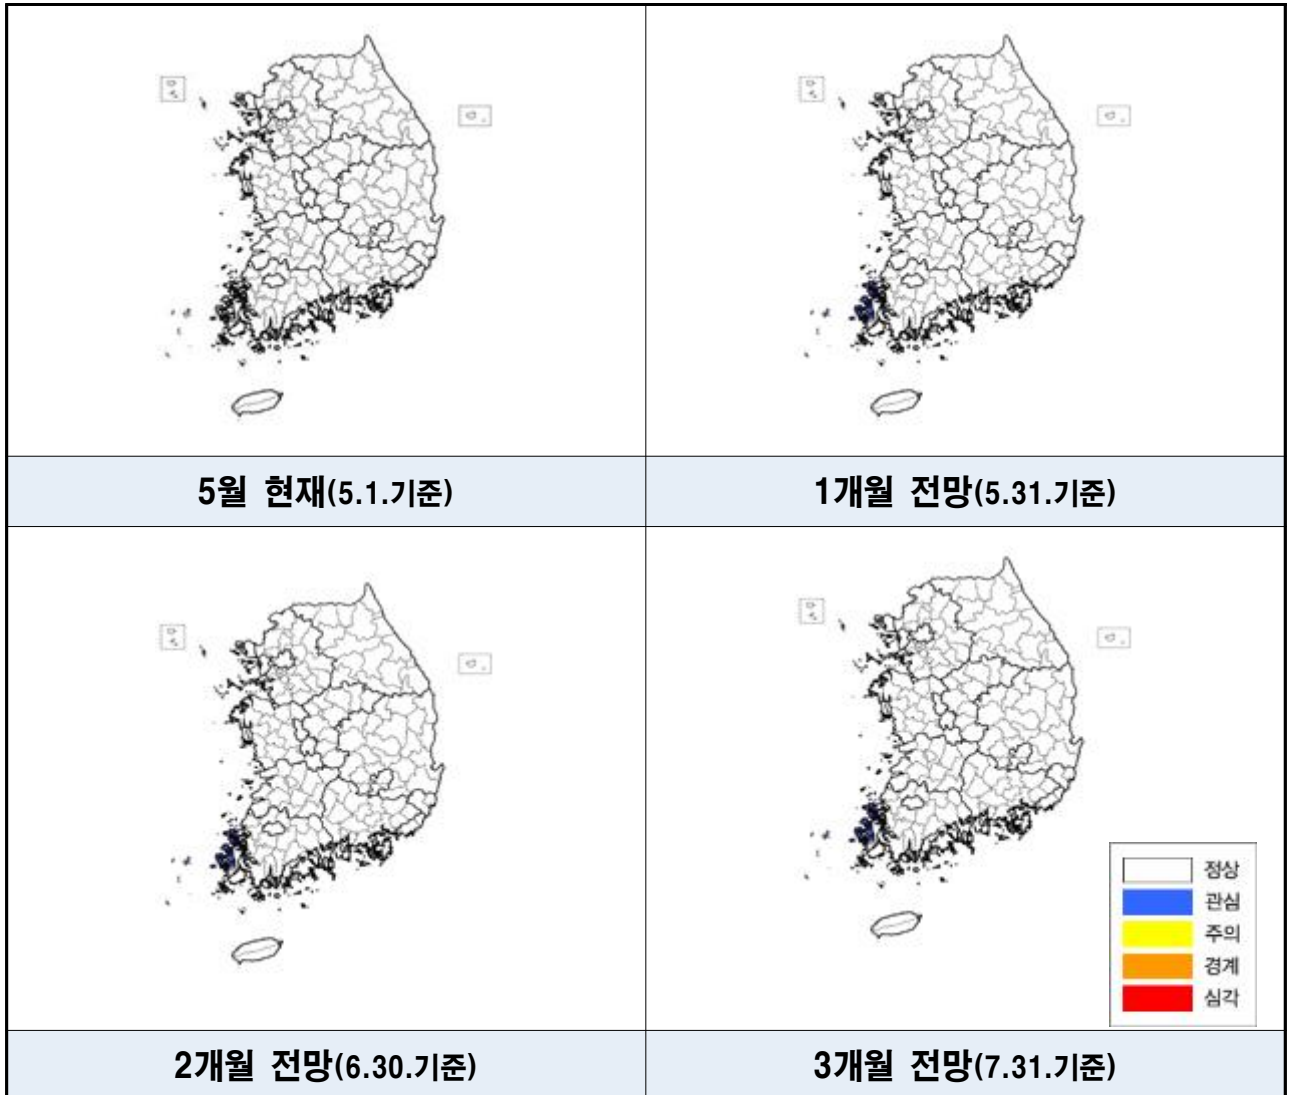 5월 현재(5.1.기준)
1개월 전망(5.31.기준)
정상
관심
주의
경계
심각
2개월 전망(6.30.기준)
3개월 전망(7.31.기준)